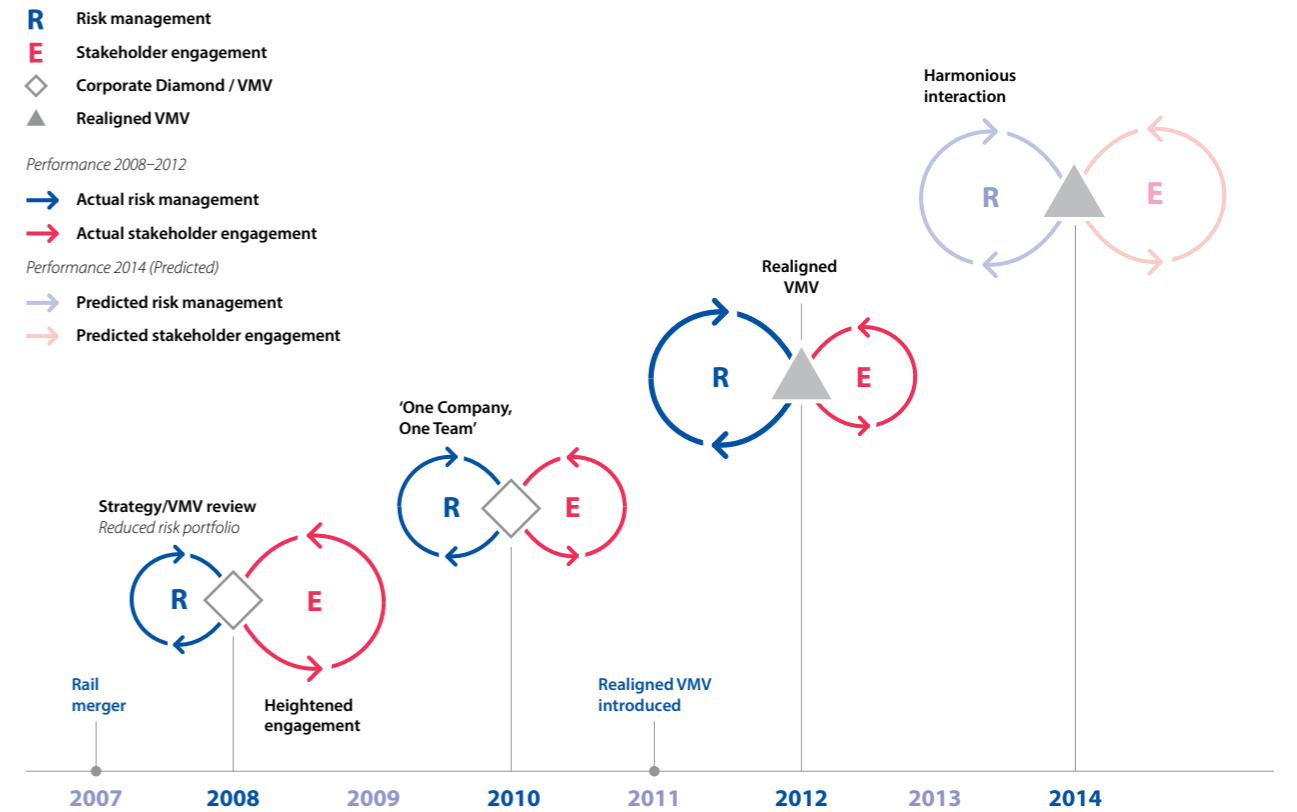 R Risk management
E Stakeholder engagement
Corporate Diamond / VMV
Realigned VMV
Performance 2008–2012
Actual risk management
Actual stakeholder engagement
Performance 2014 (Predicted)
Predicted risk management
Predicted stakeholder engagement
Harmonious
interaction
R E
Realigned
VMV
R E
‘One Company,
One Team’
R E
Strategy/VMV review
Reduced risk portfolio
R E
Heightened
engagement
Rail
merger
Realigned VMV
introduced
2007 2008 2009 2010 2011 2012 2013 2014